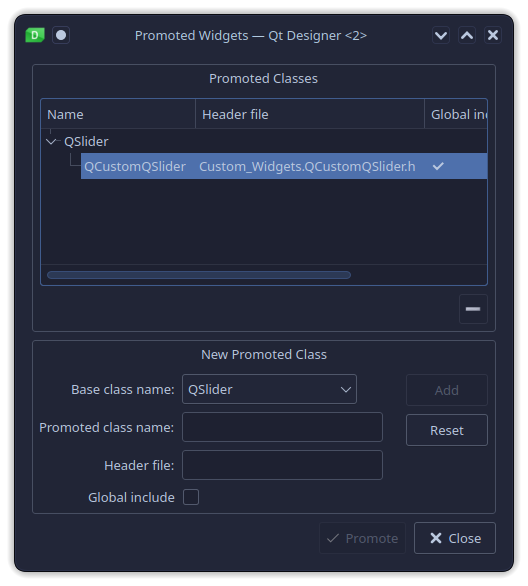 D
Promoted Widgets — Qt Designer <2>
Promoted Classes
Name Header file Global in
QSlider
QCustomQSlider Custom_Widgets.QCustomQSlider.h
New Promoted Class
Base class name: QSlider Add
Promoted class name: Reset
Header file:
Global include
Promote Close